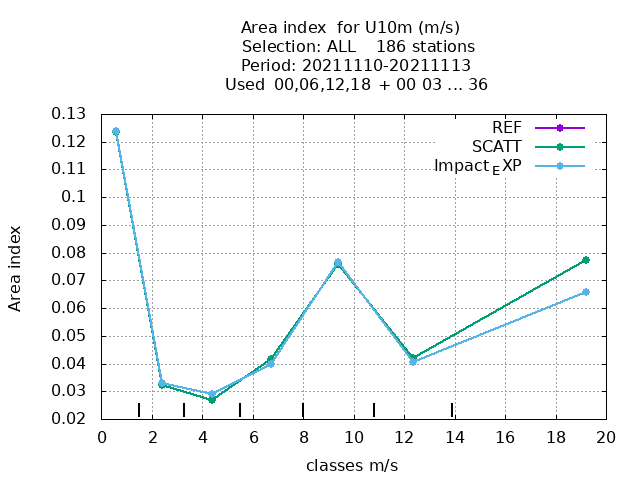 Area index  for U10m (m/s)
Selection: ALL    186 stations
Period: 20211110-20211113
Used  00,06,12,18  + 00 03 ... 36
REF
SCATT
Impact_EXP
0.13
0.12
0.11
0.1
0.09
0.08
0.07
0.06
0.05
0.04
0.03
0.02
Area index
0 2 4 6 8 10 12 14 16 18 20
classes m/s